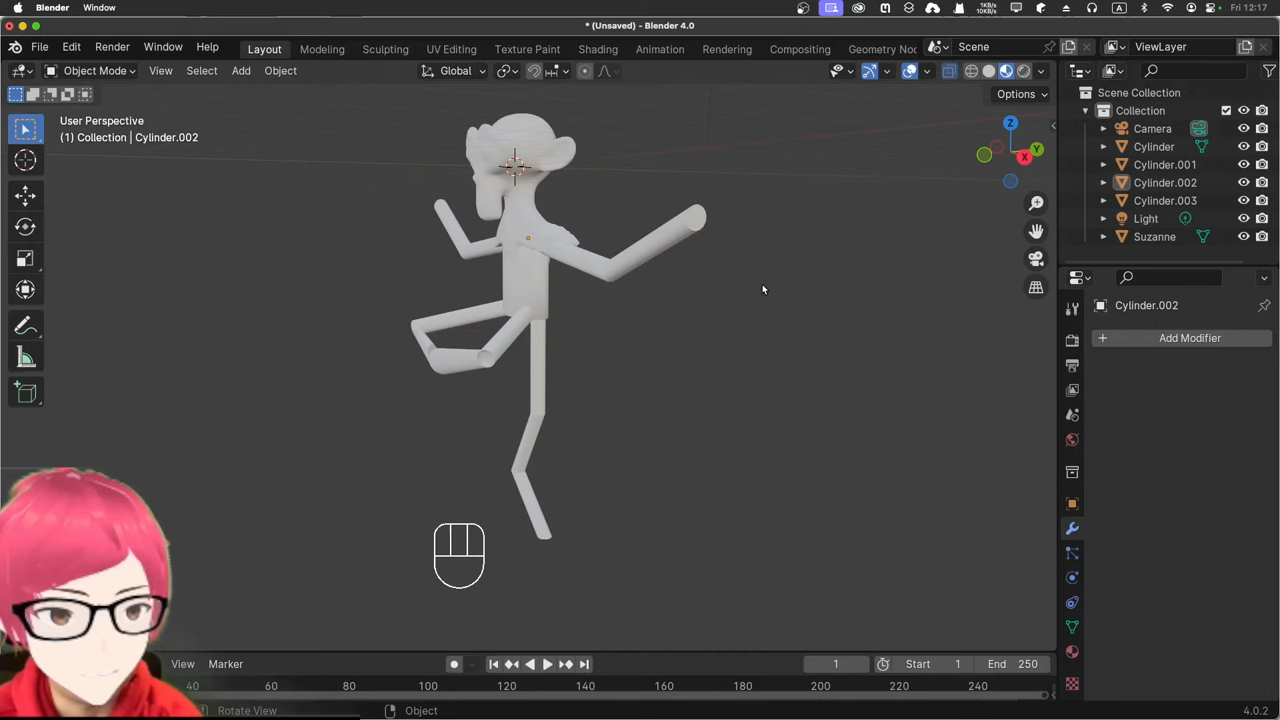 Blender Window
1KB/s
10KB/s
A
Fri 12:17
* (Unsaved) - Blender 4.0
File Edit Render Window Help
Layout Modeling Sculpting UV Editing Texture Paint Shading Animation Rendering Compositing Geometry Noc
Scene
ViewLayer
Object Mode View Select Add Object
Global
Options
User Perspective
(1) Collection | Cylinder.002
Z
Y
X
Scene Collection
Collection
Camera
Cylinder
Cylinder.001
Cylinder.002
Cylinder.003
Light
Suzanne
Cylinder.002
+ Add Modifier
View Marker
1
Start 1
End 250
40 60 80 100 120 140 160 180 200 220 240
Rotate View
Object
4.0.2